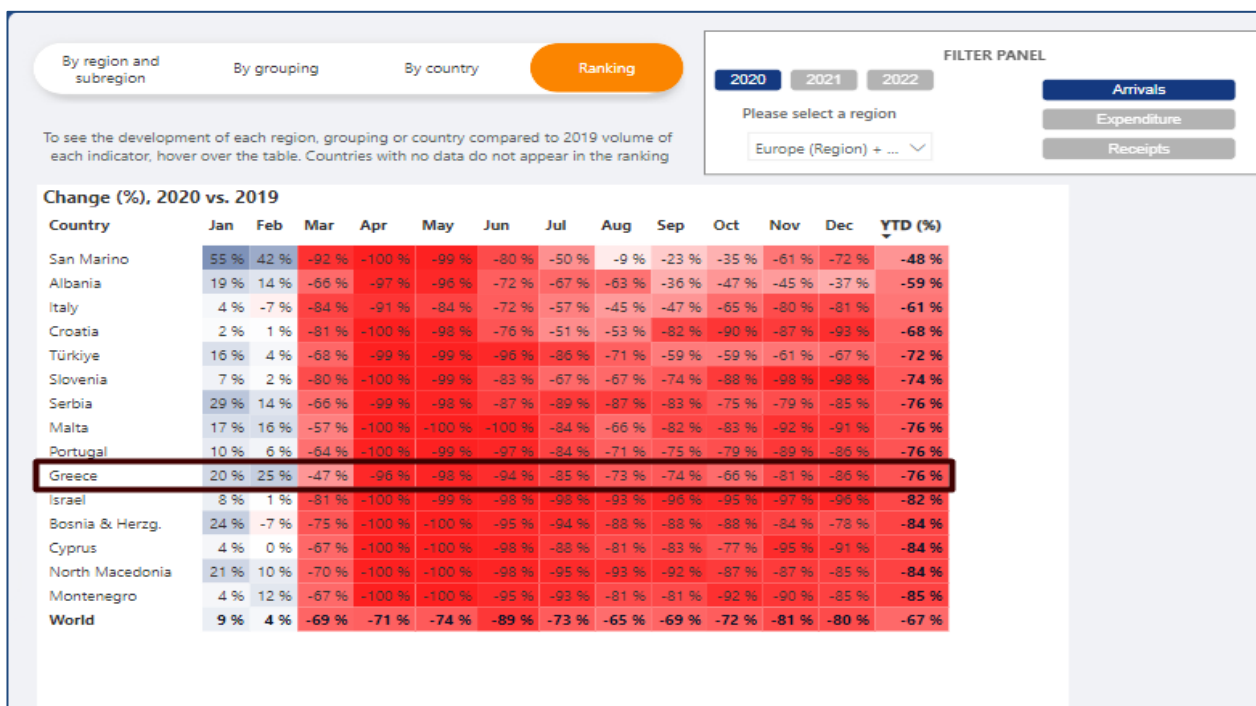 By region and subregion
By grouping
By country
Ranking
FILTER PANEL
2020 2021 2022
Arrivals
Please select a region
Expenditure
Europe (Region) + ...
Receipts
To see the development of each region, grouping or country compared to 2019 volume of
each indicator, hover over the table. Countries with no data do not appear in the ranking
Change (%), 2020 vs. 2019
Country Jan Feb Mar Apr May Jun Jul Aug Sep Oct Nov Dec YTD (%)
San Marino 55 % 42 % -92 % -100 % -99 % -80 % -50 % -9 % -23 % -35 % -61 % -72 % -48 %
Albania 19 % 14 % -66 % -97 % -96 % -72 % -67 % -63 % -36 % -47 % -45 % -37 % -59 %
Italy 4 % -7 % -84 % -91 % -84 % -72 % -57 % -45 % -47 % -65 % -80 % -81 % -61 %
Croatia 2 % 1 % -81 % -100 % -98 % -76 % -51 % -53 % -82 % -90 % -87 % -93 % -68 %
Türkiye 16 % 4 % -68 % -99 % -99 % -96 % -86 % -71 % -59 % -59 % -61 % -67 % -72 %
Slovenia 7 % 2 % -80 % -100 % -99 % -83 % -67 % -67 % -74 % -88 % -98 % -98 % -74 %
Serbia 29 % 14 % -66 % -99 % -98 % -87 % -89 % -87 % -83 % -75 % -79 % -85 % -76 %
Malta 17 % 16 % -57 % -100 % -100 % -100 % -84 % -66 % -82 % -83 % -92 % -91 % -76 %
Portugal 10 % 6 % -64 % -100 % -99 % -97 % -84 % -71 % -75 % -79 % -89 % -86 % -76 %
Greece 20 % 25 % -47 % -96 % -98 % -94 % -85 % -73 % -74 % -66 % -81 % -86 % -76 %
Israel 8 % 1 % -81 % -100 % -99 % -98 % -98 % -93 % -96 % -95 % -97 % -96 % -82 %
Bosnia & Herzg. 24 % -7 % -75 % -100 % -100 % -95 % -94 % -88 % -88 % -88 % -84 % -78 % -84 %
Cyprus 4 % 0 % -67 % -100 % -100 % -98 % -88 % -81 % -83 % -77 % -95 % -91 % -84 %
North Macedonia 21 % 10 % -70 % -100 % -100 % -98 % -95 % -93 % -92 % -87 % -87 % -85 % -84 %
Montenegro 4 % 12 % -67 % -100 % -100 % -95 % -93 % -81 % -81 % -92 % -90 % -85 % -85 %
World 9 % 4 % -69 % -71 % -74 % -89 % -73 % -65 % -69 % -72 % -81 % -80 % -67 %